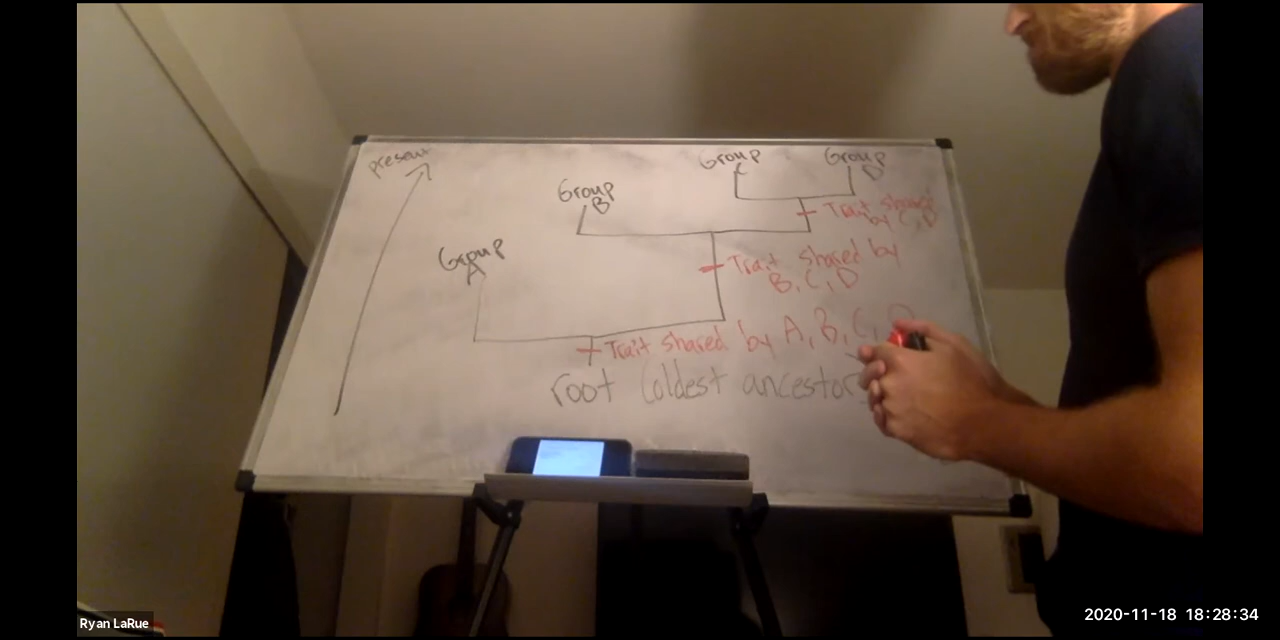 present
Group
C
Group
D
Group
B
Trait shared
by C, D
Group
A
Trait shared by
B, C, D
Trait shared by A, B, C, D
root (oldest ancestor
Ryan LaRue
2020-11-18 18:28:34